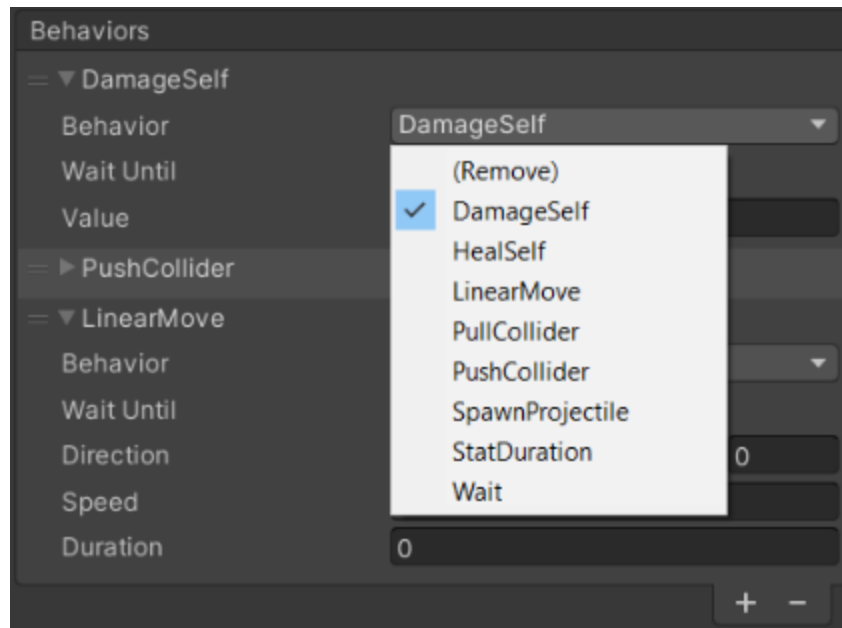 Behaviors
DamageSelf
Behavior DamageSelf
Wait Until (Remove)
DamageSelf
Value
HealSelf
PushCollider
LinearMove
LinearMove
PullCollider
Behavior
PushCollider
Wait Until SpawnProjectile
Direction StatDuration 0
Speed Wait
Duration 0
+ −